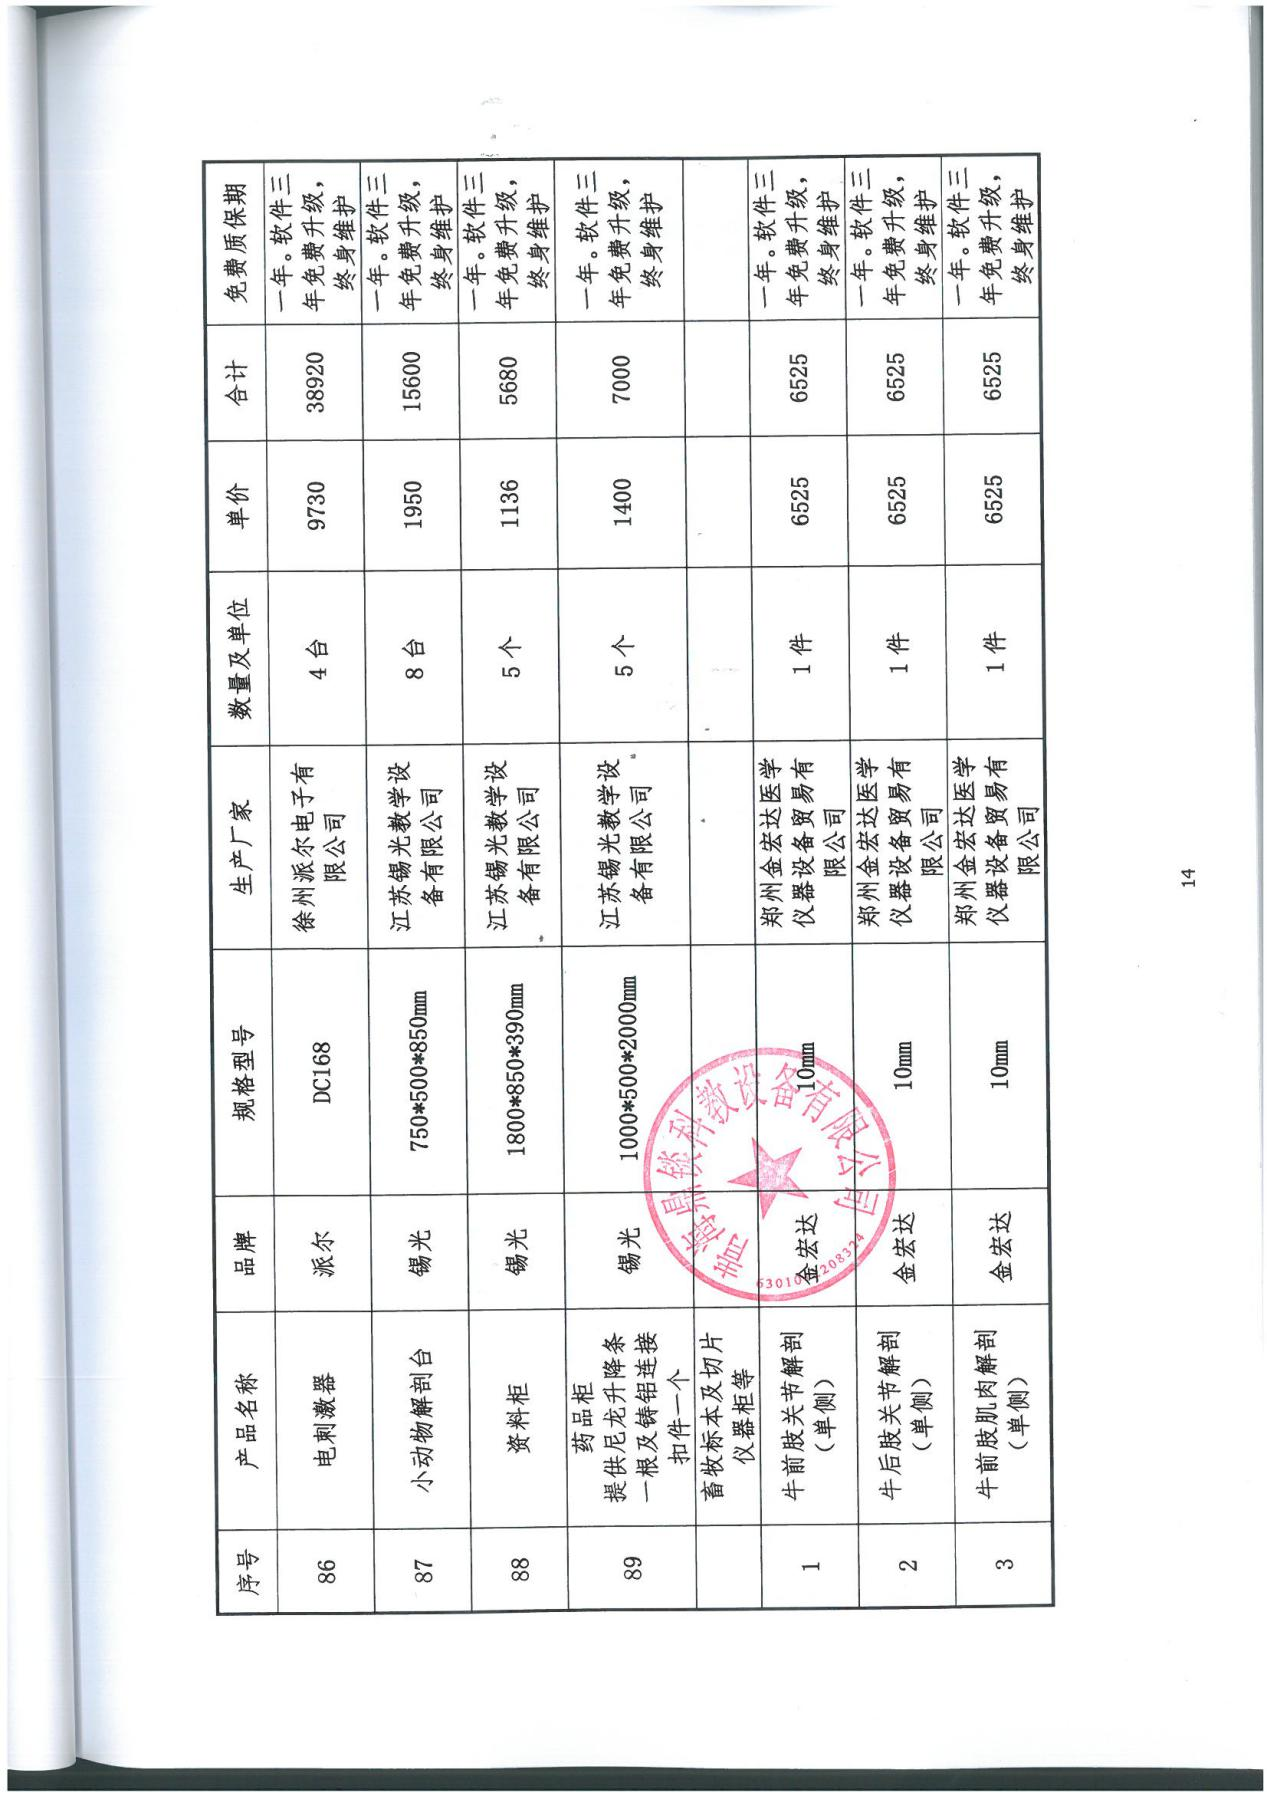 序号 产品名称 品牌 规格型号 生产厂家 数量及单位 单价 合计 免费质保期
86 电刺激器 派尔 DC168 徐州派尔电子有限公司 4台 9730 38920 一年。软件三年免费升级，终身维护
87 小动物解剖台 锡光 750*500*850mm 江苏锡光教学设备有限公司 8台 1950 15600 一年。软件三年免费升级，终身维护
88 资料柜 锡光 1800*850*390mm 江苏锡光教学设备有限公司 5个 1136 5680 一年。软件三年免费升级，终身维护
89 药品柜 提供尼龙升降条一根及铸铝连接扣件一个 锡光 1000*500*2000mm 江苏锡光教学设备有限公司 5个 1400 7000 一年。软件三年免费升级，终身维护
畜牧标本及切片仪器柜等
1 牛前肢关节解剖（单侧） 金宏达 10mm 郑州金宏达医学仪器设备贸易有限公司 1件 6525 6525 一年。软件三年免费升级，终身维护
2 牛后肢关节解剖（单侧） 金宏达 10mm 郑州金宏达医学仪器设备贸易有限公司 1件 6525 6525 一年。软件三年免费升级，终身维护
3 牛前肢肌肉解剖（单侧） 金宏达 10mm 郑州金宏达医学仪器设备贸易有限公司 1件 6525 6525 一年。软件三年免费升级，终身维护
科教设备有限公司
14